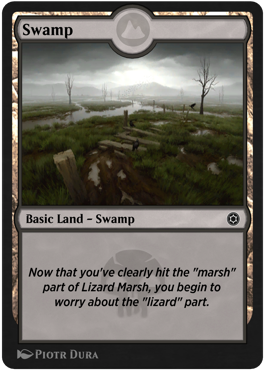 Swamp
Basic Land – Swamp
Now that you've clearly hit the "marsh"
part of Lizard Marsh, you begin to
worry about the "lizard" part.
Piotr Dura